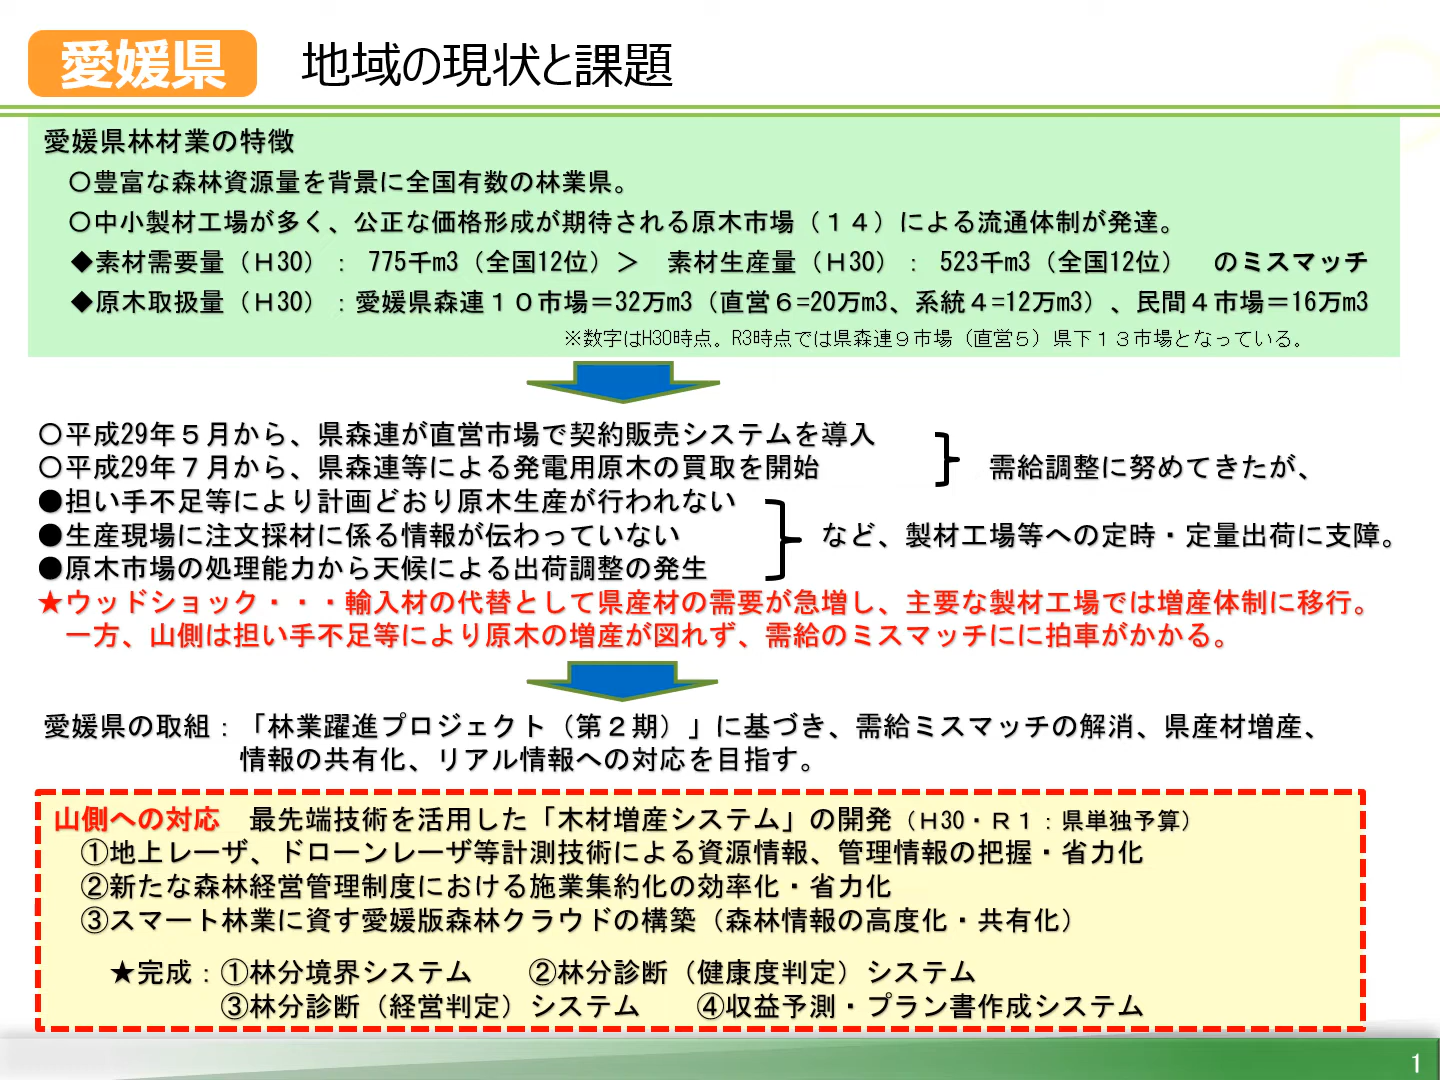 愛媛県　地域の現状と課題
愛媛県林材業の特徴
○豊富な森林資源量を背景に全国有数の林業県。
○中小製材工場が多く、公正な価格形成が期待される原木市場（１４）による流通体制が発達。
◆素材需要量（Ｈ30）： 775千m3（全国12位）＞　素材生産量（Ｈ30）： 523千m3（全国12位）　のミスマッチ
◆原木取扱量（Ｈ30）：愛媛県森連１０市場＝32万m3（直営６=20万m3、系統４=12万m3）、民間４市場＝16万m3
※数字はH30時点。R3時点では県森連９市場（直営５）県下１３市場となっている。
○平成29年５月から、県森連が直営市場で契約販売システムを導入
○平成29年７月から、県森連等による発電用原木の買取を開始　需給調整に努めてきたが、
●担い手不足等により計画どおり原木生産が行われない
●生産現場に注文採材に係る情報が伝わっていない　など、製材工場等への定時・定量出荷に支障。
●原木市場の処理能力から天候による出荷調整の発生
★ウッドショック・・・輸入材の代替として県産材の需要が急増し、主要な製材工場では増産体制に移行。
一方、山側は担い手不足等により原木の増産が図れず、需給のミスマッチにに拍車がかかる。
愛媛県の取組：「林業躍進プロジェクト（第２期）」に基づき、需給ミスマッチの解消、県産材増産、
情報の共有化、リアル情報への対応を目指す。
山側への対応　最先端技術を活用した「木材増産システム」の開発（Ｈ30・Ｒ１：県単独予算）
①地上レーザ、ドローンレーザ等計測技術による資源情報、管理情報の把握・省力化
②新たな森林経営管理制度における施業集約化の効率化・省力化
③スマート林業に資す愛媛版森林クラウドの構築（森林情報の高度化・共有化）
★完成：①林分境界システム　②林分診断（健康度判定）システム
③林分診断（経営判定）システム　④収益予測・プラン書作成システム
1